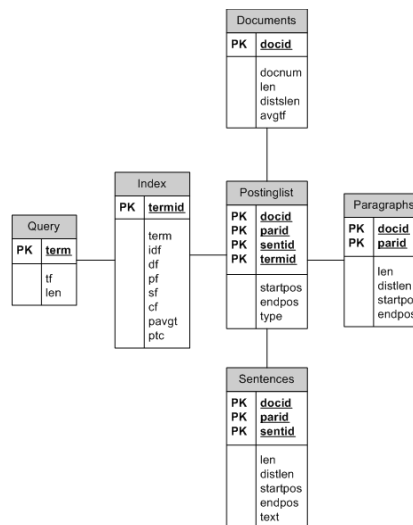 Documents
PK docid
docnum
len
distslen
avgtf
Index
PK termid
term
idf
df
pf
sf
cf
pavgt
ptc
Query
PK term
tf
len
Postinglist
PK docid
PK parid
PK sentid
PK termid
startpos
endpos
type
Paragraphs
PK docid
PK parid
len
distlen
startpos
endpos
Sentences
PK docid
PK parid
PK sentid
len
distlen
startpos
endpos
text